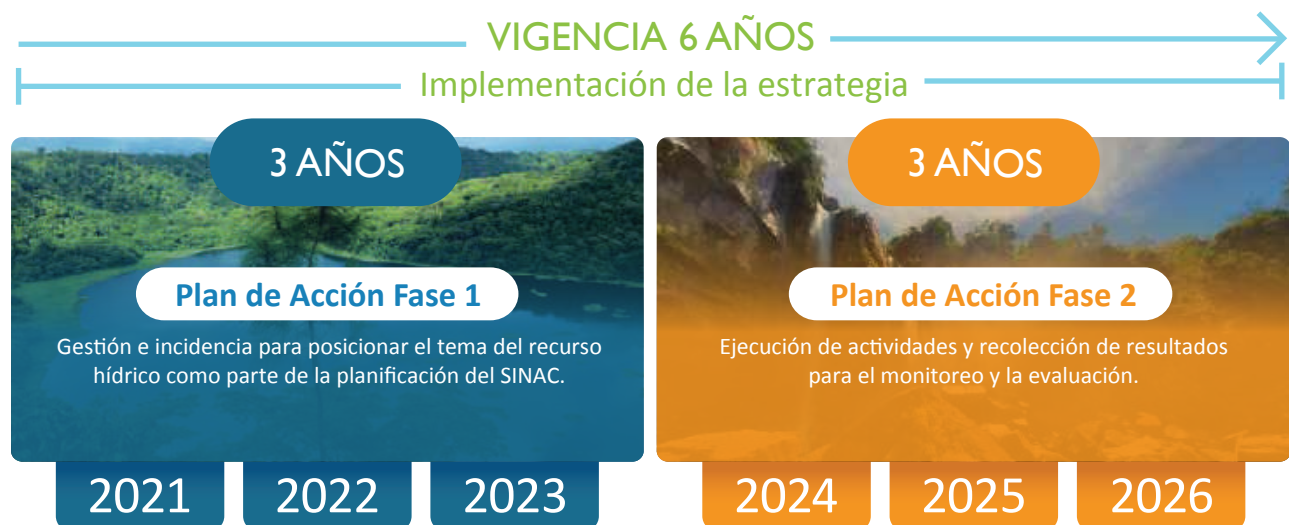 VIGENCIA 6 AÑOS
Implementación de la estrategia
3 AÑOS
Plan de Acción Fase 1
Gestión e incidencia para posicionar el tema del recurso
hídrico como parte de la planificación del SINAC.
2021 2022 2023
3 AÑOS
Plan de Acción Fase 2
Ejecución de actividades y recolección de resultados
para el monitoreo y la evaluación.
2024 2025 2026